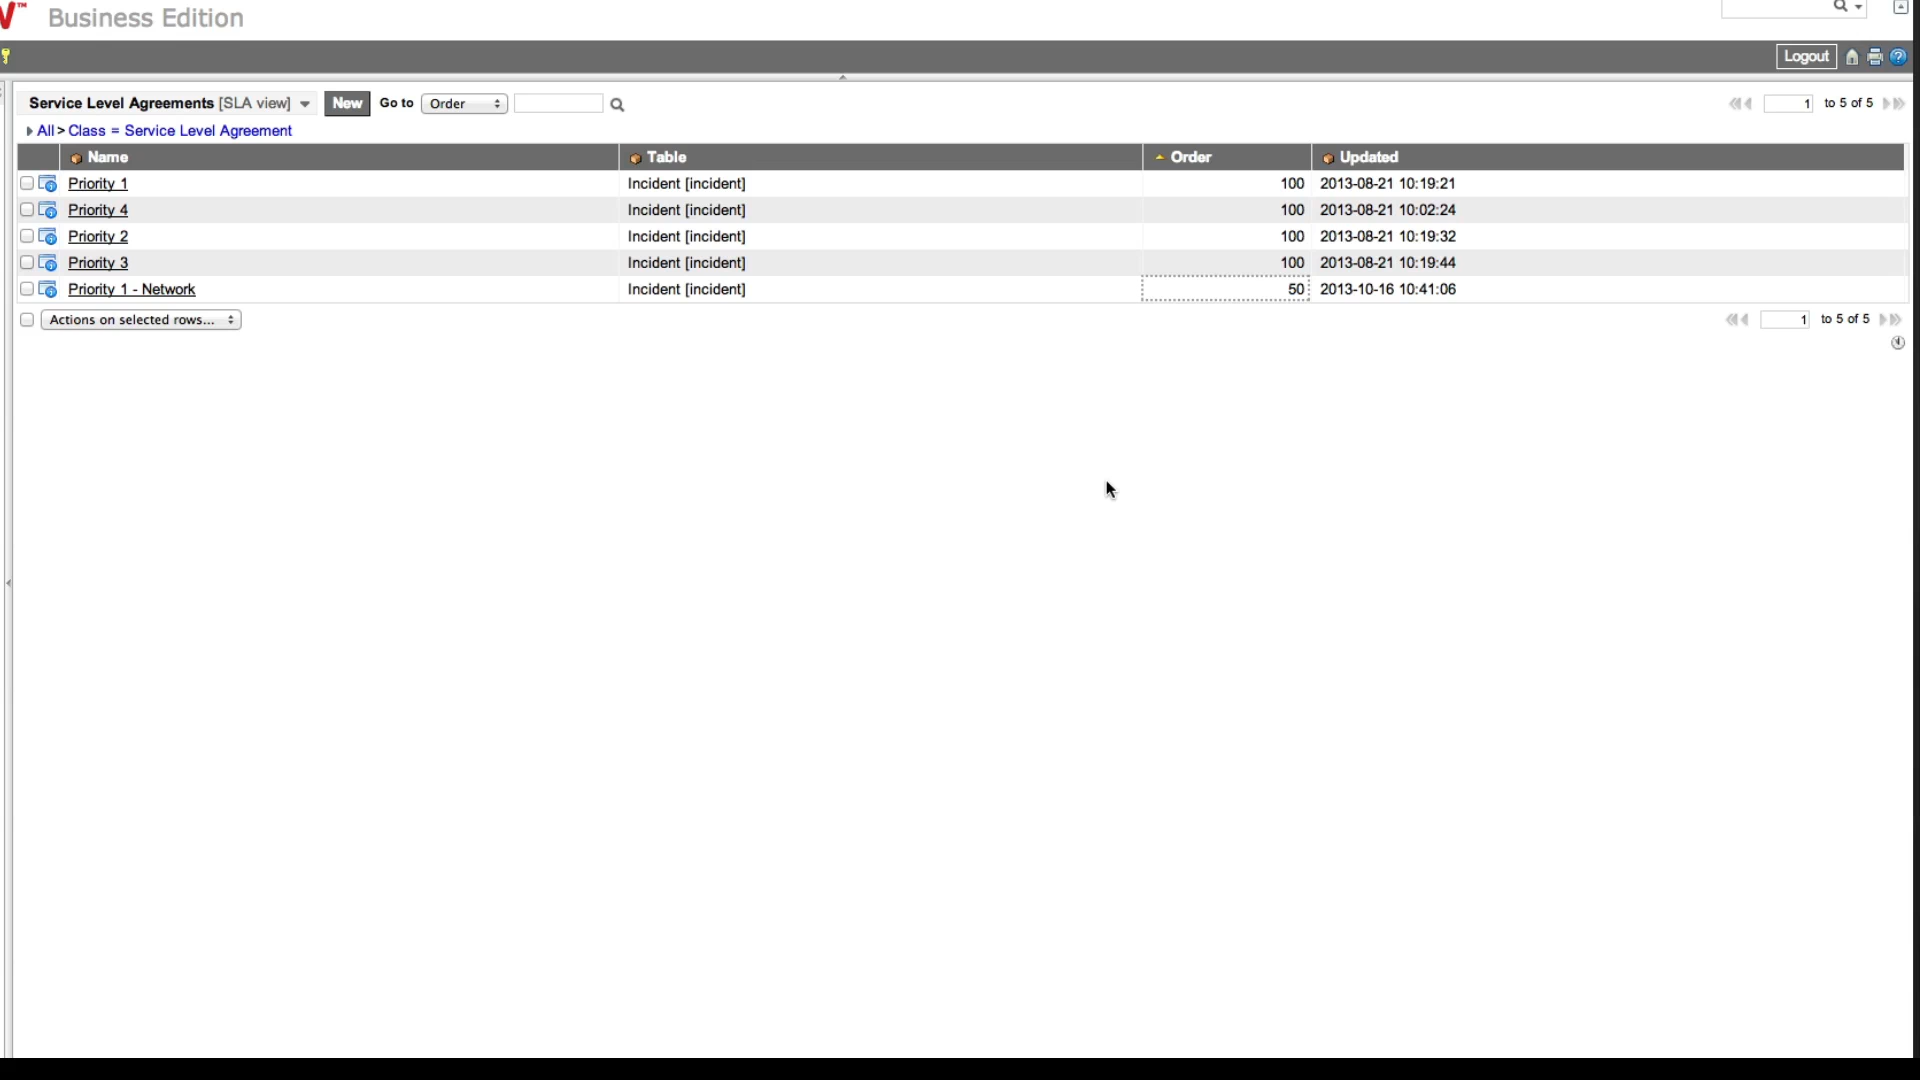 Business Edition
Logout
Service Level Agreements [SLA view] New Go to Order 1 to 5 of 5
All > Class = Service Level Agreement
Name Table Order Updated
Priority 1 Incident [incident] 100 2013-08-21 10:19:21
Priority 4 Incident [incident] 100 2013-08-21 10:02:24
Priority 2 Incident [incident] 100 2013-08-21 10:19:32
Priority 3 Incident [incident] 100 2013-08-21 10:19:44
Priority 1 - Network Incident [incident] 50 2013-10-16 10:41:06
Actions on selected rows... 1 to 5 of 5